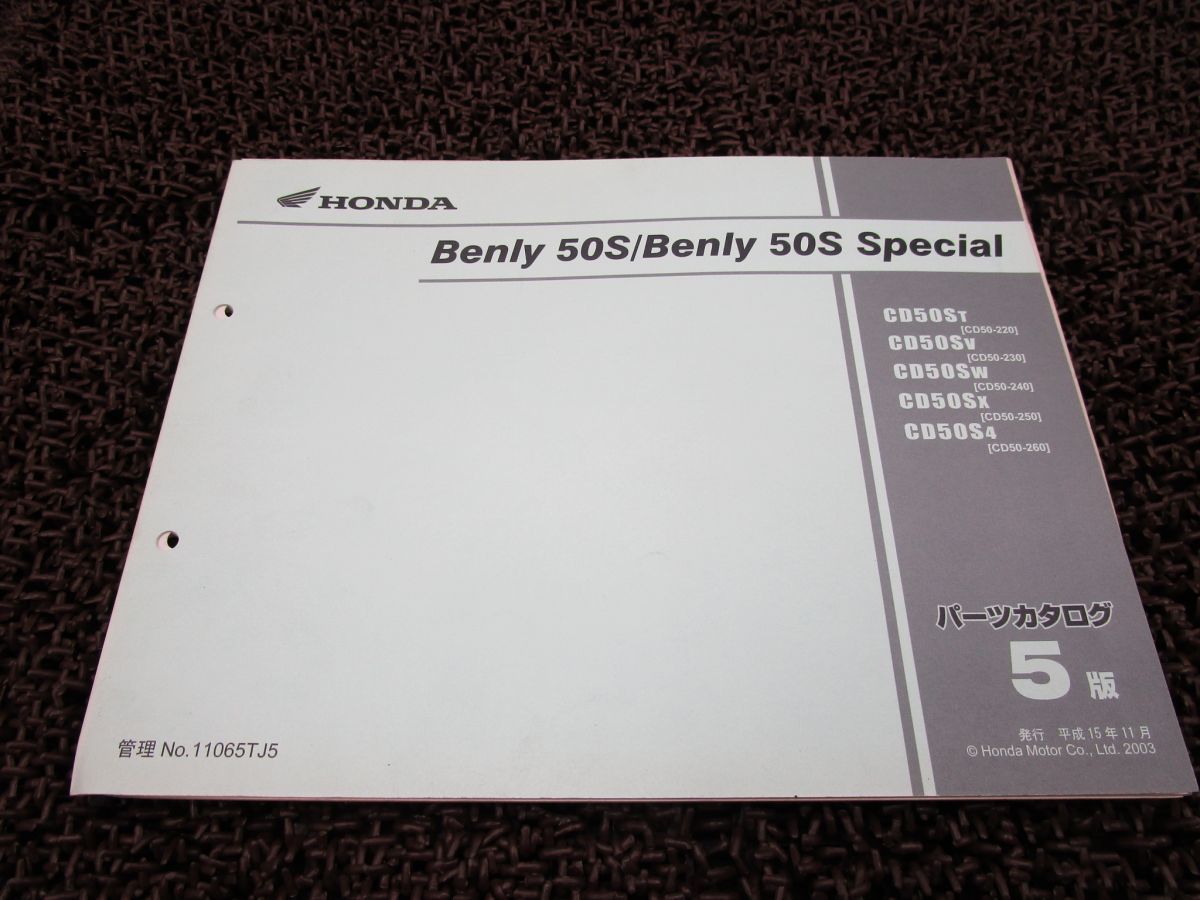 HONDA
Benly 50S/Benly 50S Special
CD50ST
[CD50-220]
CD50SV
[CD50-230]
CD50SW
[CD50-240]
CD50SX
[CD50-250]
CD50S4
[CD50-260]
パーツカタログ
5 版
発行 平成15年11月
© Honda Motor Co., Ltd. 2003
管理 No.11065TJ5